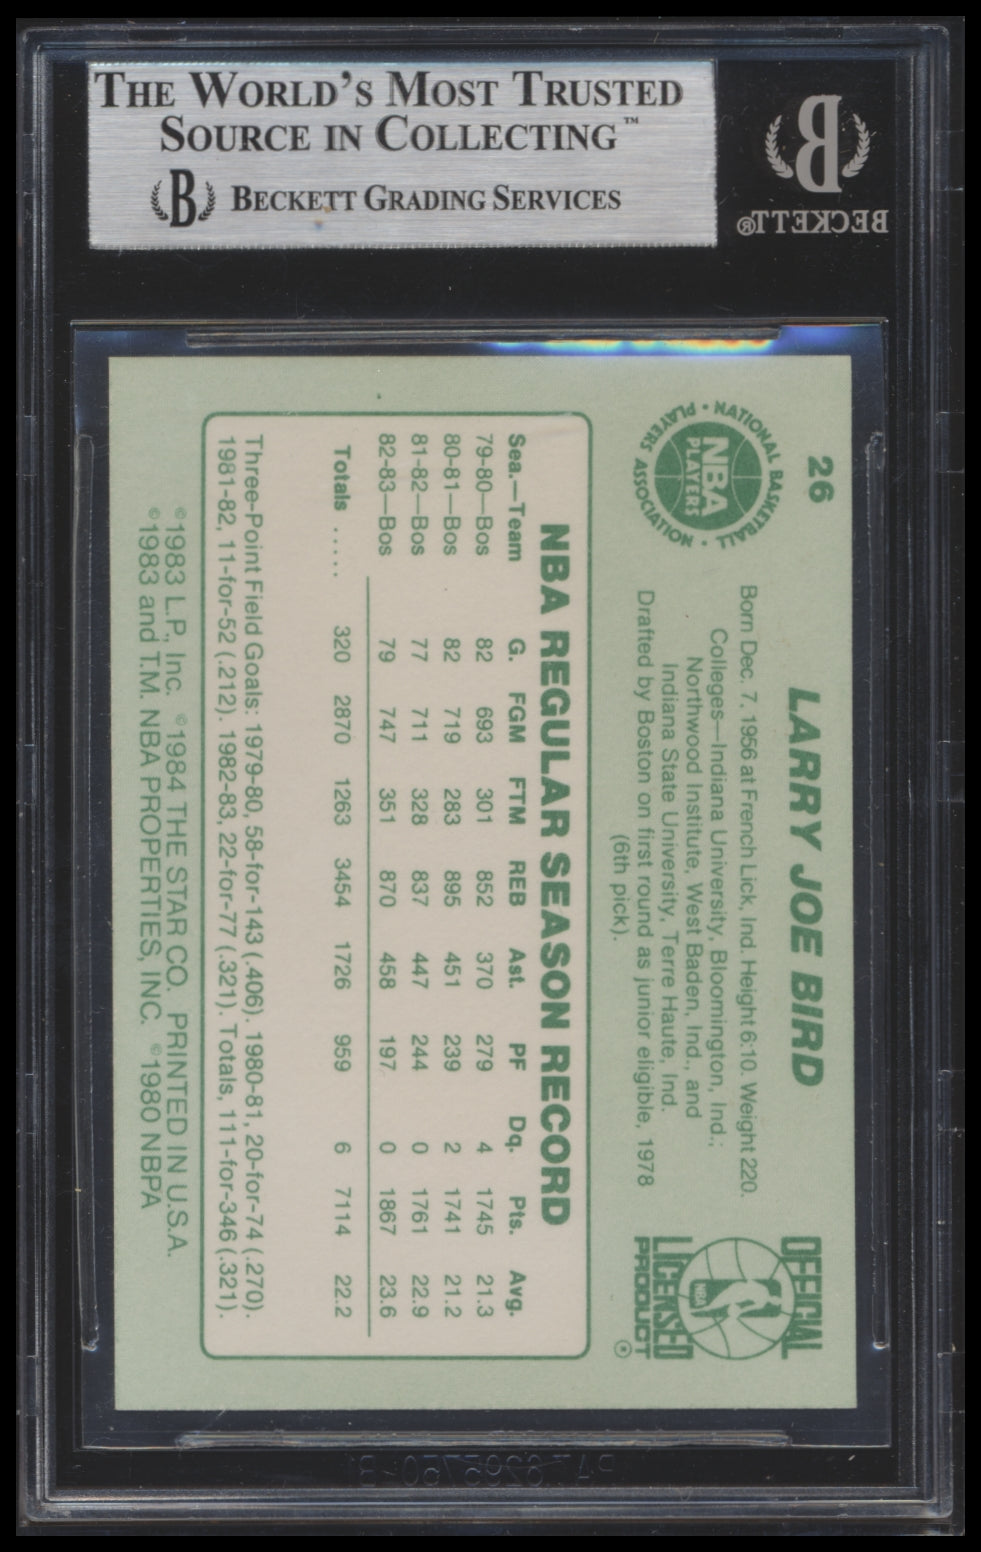 THE WORLD'S MOST TRUSTED
SOURCE IN COLLECTING™
B BECKETT GRADING SERVICES
B
BECKETT®
26
NATIONAL BASKETBALL PLAYERS ASSOCIATION
NBA
PLAYERS
LARRY JOE BIRD
Born Dec. 7, 1956 at French Lick, Ind. Height 6:10. Weight 220.
Colleges—Indiana University, Bloomington, Ind.;
Northwood Institute, West Baden, Ind., and
Indiana State University, Terre Haute, Ind.
Drafted by Boston on first round as junior eligible, 1978
(6th pick).
OFFICIAL
NBA
LICENSED
PRODUCT
NBA REGULAR SEASON RECORD
Sea.—Team G. FGM FTM REB Ast. PF Dq. Pts. Avg.
79-80—Bos 82 693 301 852 370 279 4 1745 21.3
80-81—Bos 82 719 283 895 451 239 2 1741 21.2
81-82—Bos 77 711 328 837 447 244 0 1761 22.9
82-83—Bos 79 747 351 870 458 197 0 1867 23.6
Totals ..... 320 2870 1263 3454 1726 959 6 7114 22.2
Three-Point Field Goals: 1979-80, 58-for-143 (.406). 1980-81, 20-for-74 (.270).
1981-82, 11-for-52 (.212). 1982-83, 22-for-77 (.321). Totals, 111-for-346 (.321).
©1983 L.P., Inc. ©1984 THE STAR CO. PRINTED IN U.S.A.
©1983 and T.M. NBA PROPERTIES, INC. ©1980 NBPA